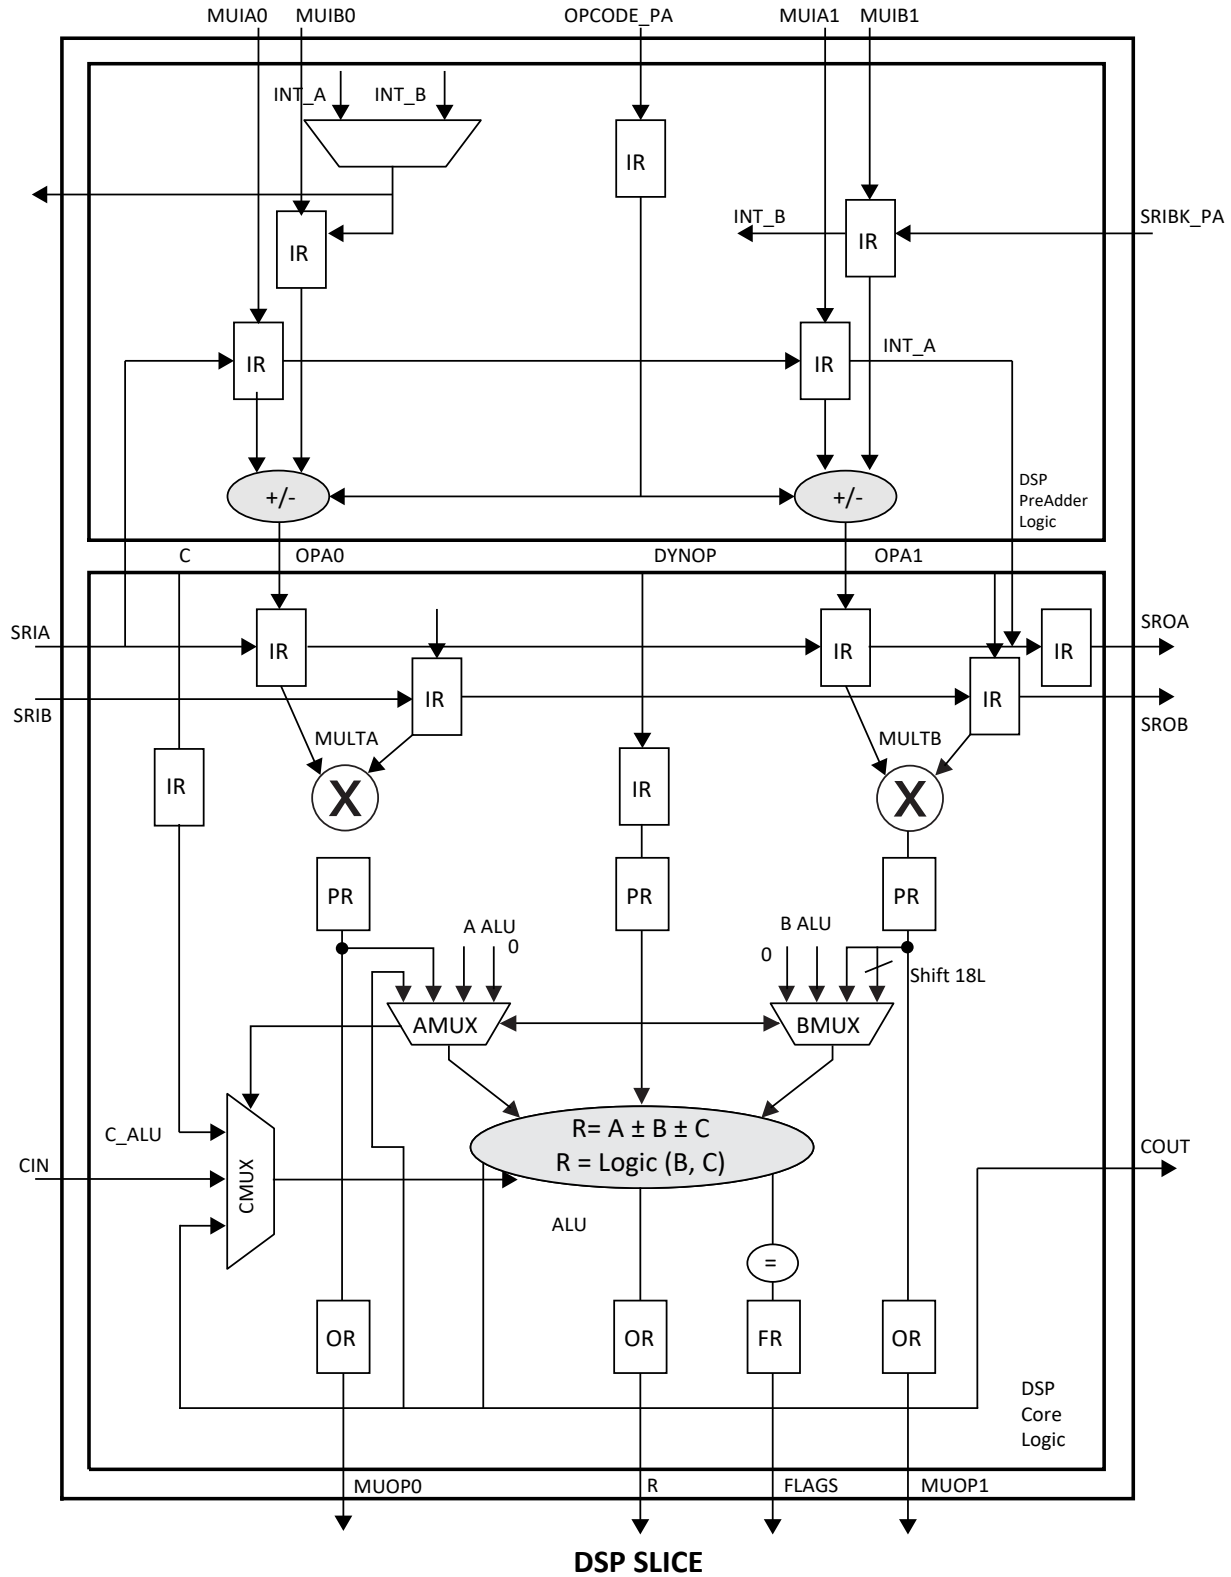 MUIA0
MUIB0
OPCODE_PA
MUIA1
MUIB1
INT_A
INT_B
IR
IR
INT_B
IR
SRIBK_PA
IR
IR
INT_A
+/-
+/-
DSP
PreAdder
Logic
C
OPA0
DYNOP
OPA1
SRIA
IR
IR
IR
SROA
SRIB
IR
IR
SROB
MULTA
MULTB
IR
X
IR
X
PR
PR
PR
A ALU
0
B ALU
0
Shift 18L
AMUX
BMUX
R= A ± B ± C
R = Logic (B, C)
C_ALU
CIN
CMUX
COUT
ALU
=
OR
OR
FR
OR
DSP
Core
Logic
MUOP0
R
FLAGS
MUOP1
DSP SLICE